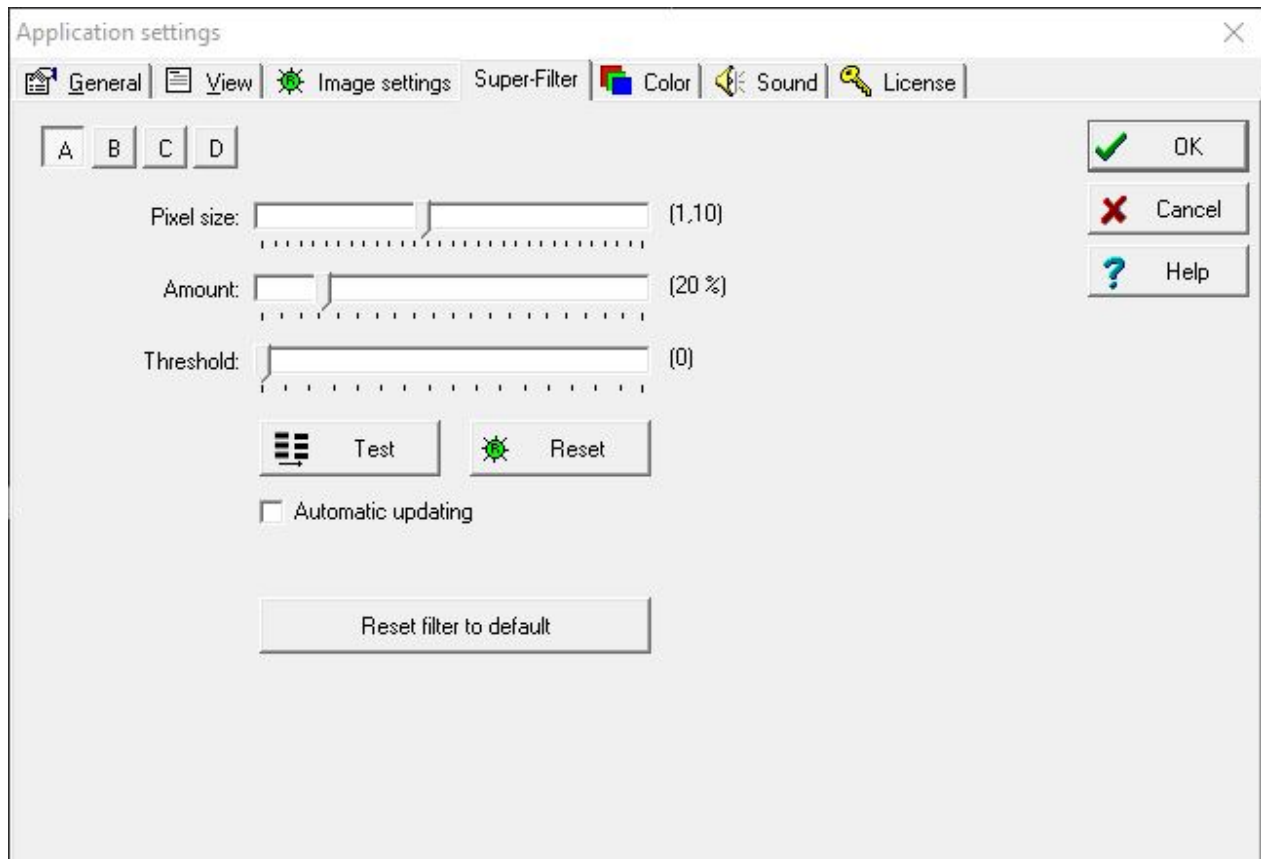 Application settings
General View Image settings Super-Filter Color Sound License
A B C D
OK
Pixel size: (1,10)
Cancel
Amount: (20 %)
Help
Threshold: (0)
Test Reset
Automatic updating
Reset filter to default